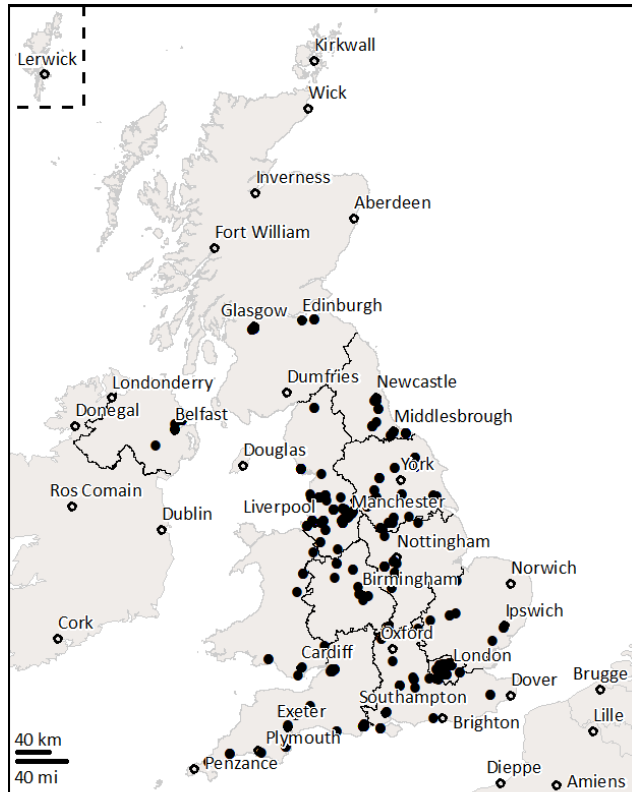 Kirkwall
Lerwick
Wick
Inverness
Aberdeen
Fort William
Glasgow
Edinburgh
Londonderry
Dumfries
Newcastle
Donegal
Belfast
Middlesbrough
Douglas
York
Ros Comain
Liverpool
Manchester
Dublin
Nottingham
Birmingham
Norwich
Cork
Ipswich
Oxford
Cardiff
London
Southampton
Dover
Brugge
Exeter
Brighton
Lille
40 km
Plymouth
Penzance
40 mi
Dieppe
Amiens